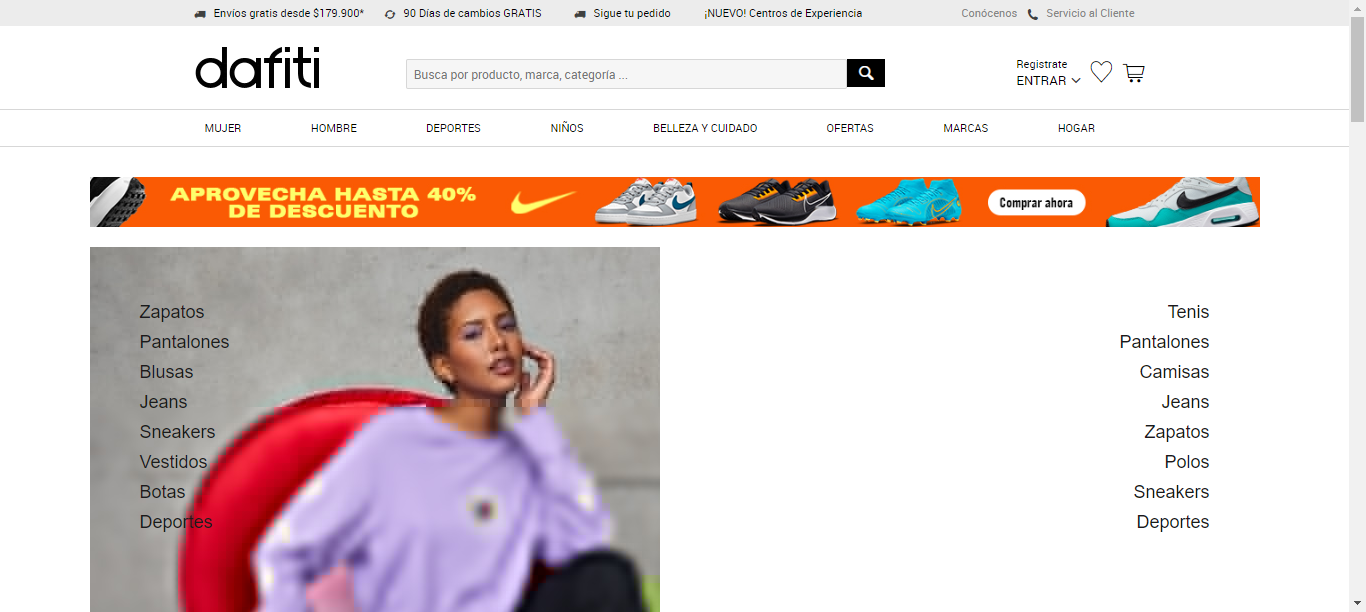 Envíos gratis desde $179.900*
90 Días de cambios GRATIS
Sigue tu pedido
¡NUEVO! Centros de Experiencia
Conócenos
Servicio al Cliente
dafiti
Busca por producto, marca, categoría ...
Registrate
ENTRAR
MUJER
HOMBRE
DEPORTES
NIÑOS
BELLEZA Y CUIDADO
OFERTAS
MARCAS
HOGAR
APROVECHA HASTA 40%
DE DESCUENTO
Comprar ahora
Zapatos
Pantalones
Blusas
Jeans
Sneakers
Vestidos
Botas
Deportes
Tenis
Pantalones
Camisas
Jeans
Zapatos
Polos
Sneakers
Deportes